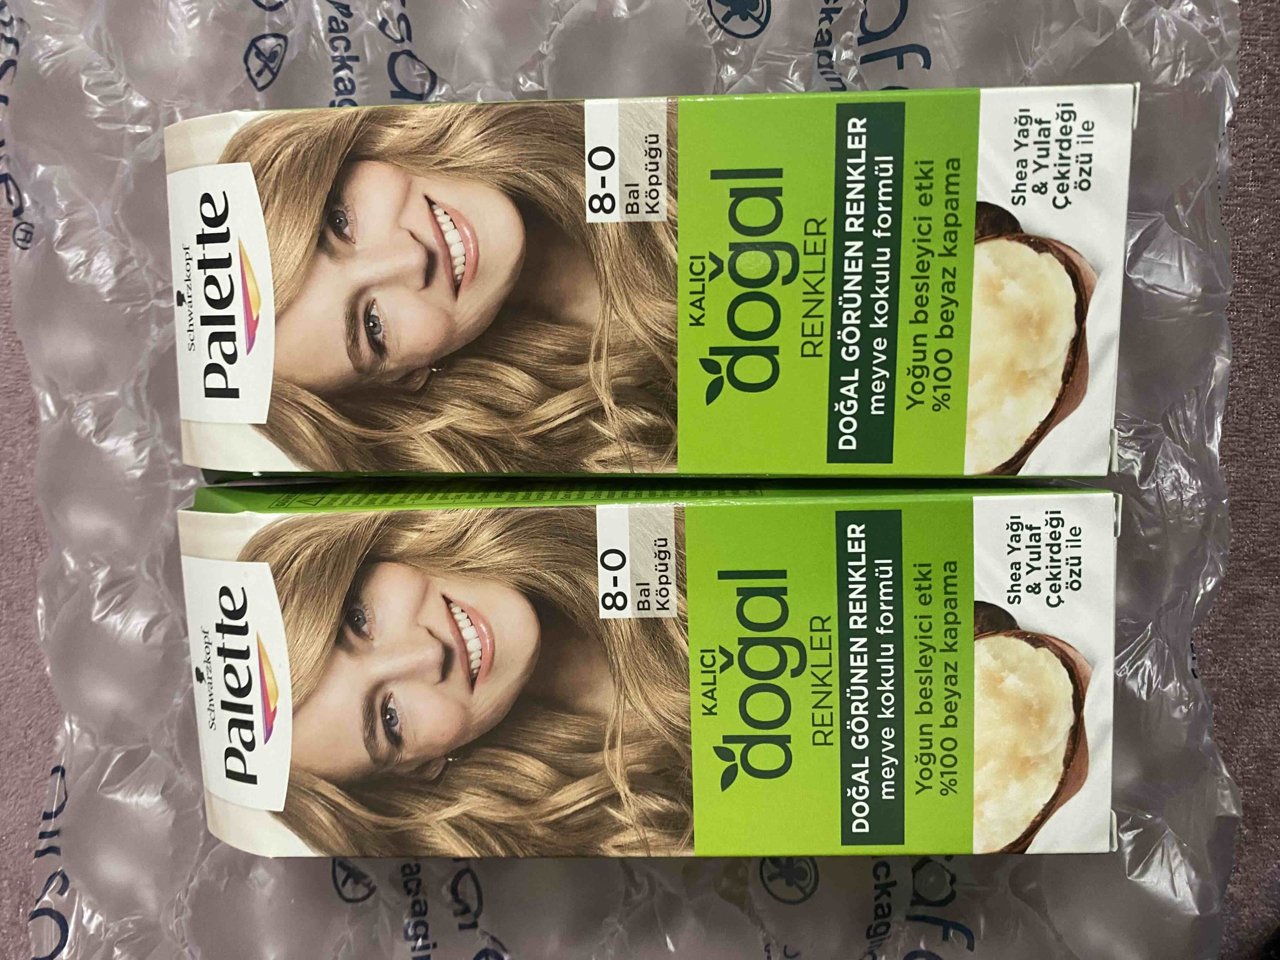 Schwarzkopf
Palette
8-0
Bal
Köpüğü
KALICI
doğal
RENKLER
DOĞAL GÖRÜNEN RENKLER
meyve kokulu formül
Yoğun besleyici etki
%100 beyaz kapama
Shea Yağı
& Yulaf
Çekirdeği
özü ile
Schwarzkopf
Palette
8-0
Bal
Köpüğü
KALICI
doğal
RENKLER
DOĞAL GÖRÜNEN RENKLER
meyve kokulu formül
Yoğun besleyici etki
%100 beyaz kapama
Shea Yağı
& Yulaf
Çekirdeği
özü ile